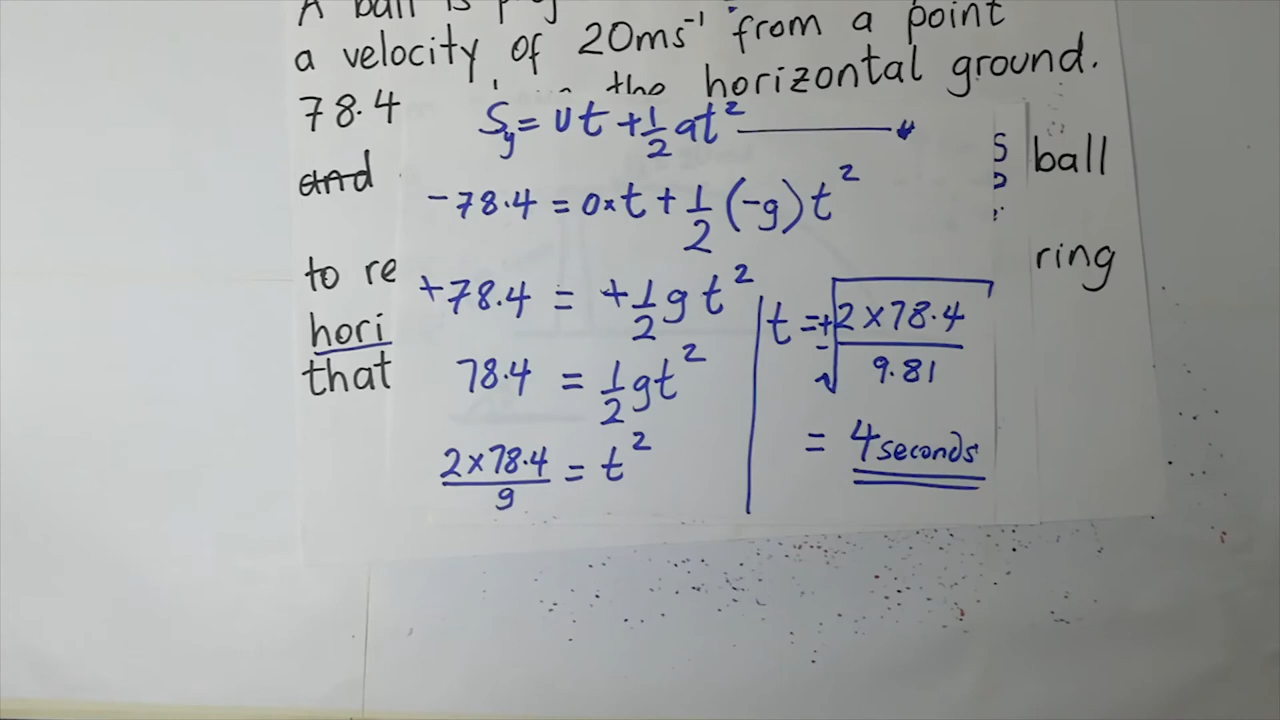 A ball is
a velocity of 20ms⁻¹ from a point
the horizontal ground.
78.4
S_y = ut + ½at²
ball
and
-78.4 = 0×t + ½(-g)t²
to re
ring
+78.4 = +½gt²
hori
that
78.4 = ½gt²
2×78.4/g = t²
t = ±√(2×78.4/9.81)
= 4 seconds